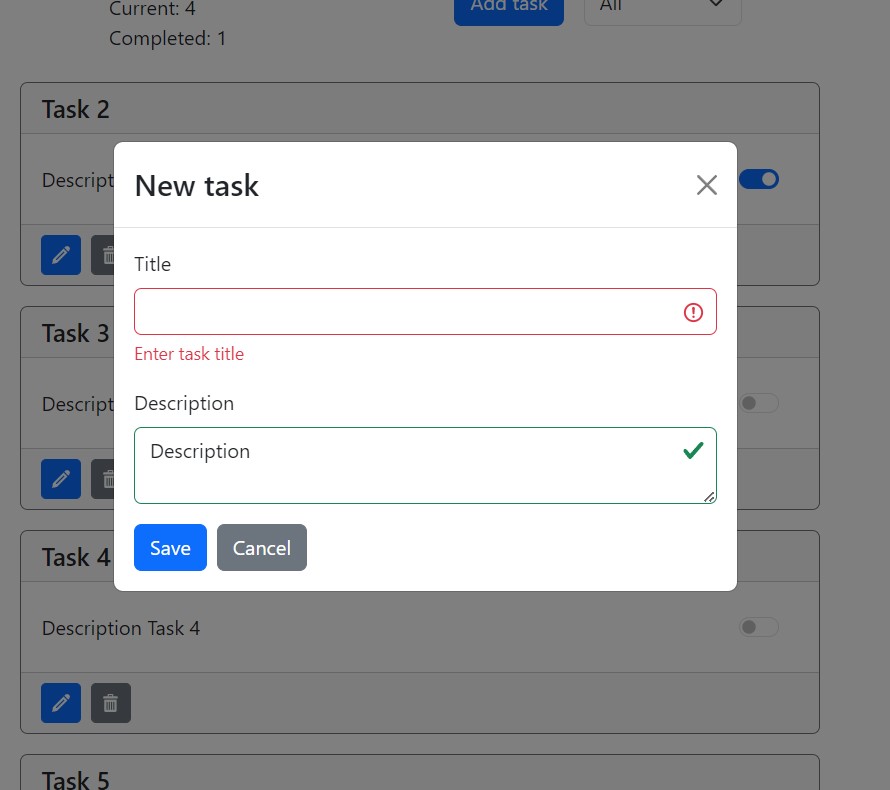 Current: 4
Add task
All
Completed: 1
Task 2
Descript
New task
Title
Enter task title
Task 3
Descript
Description
Description
Save
Cancel
Task 4
Description Task 4
Task 5